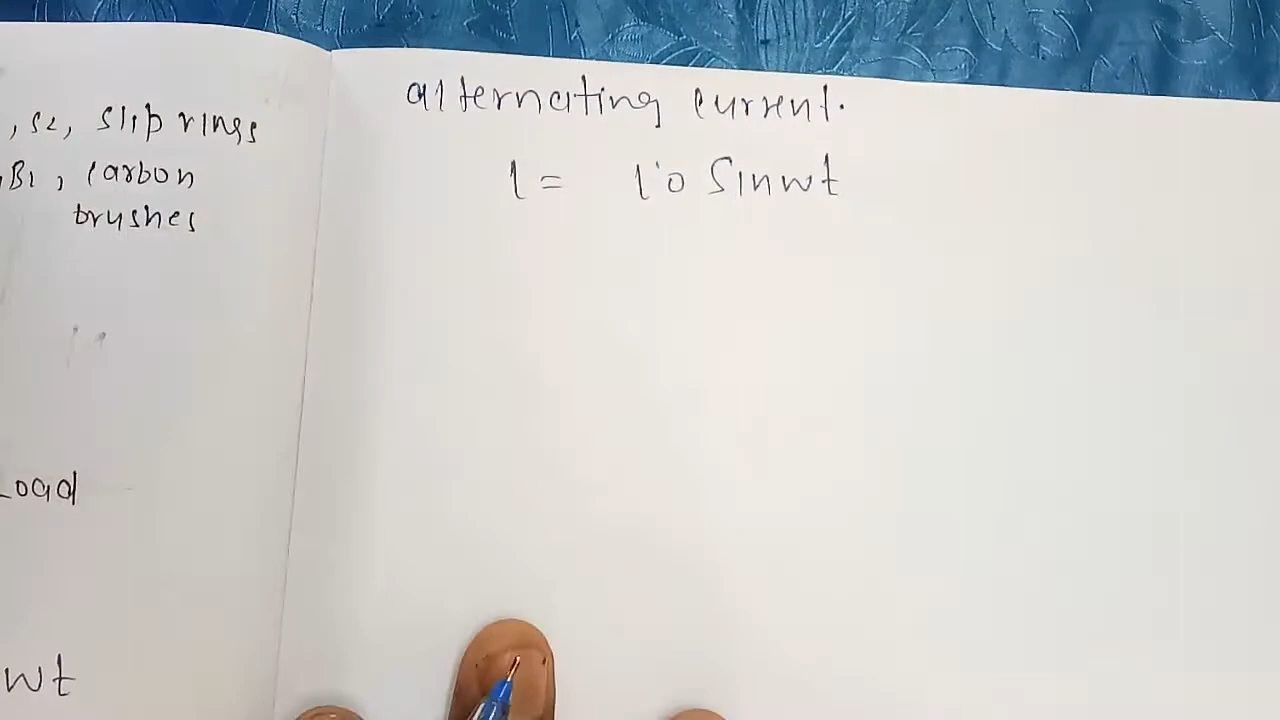 , S2, slip rings
B1, carbon
brushes
Load
wt
alternating current.
i = i0 Sinwt